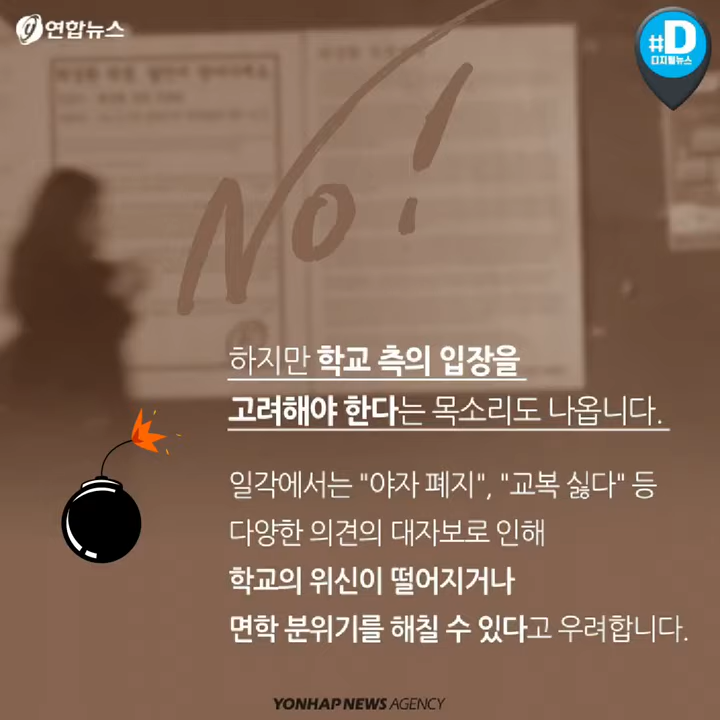 연합뉴스
#D
디지털뉴스
No!
하지만 학교 측의 입장을
고려해야 한다는 목소리도 나옵니다.
일각에서는 "야자 폐지", "교복 싫다" 등
다양한 의견의 대자보로 인해
학교의 위신이 떨어지거나
면학 분위기를 해칠 수 있다고 우려합니다.
YONHAP NEWS AGENCY